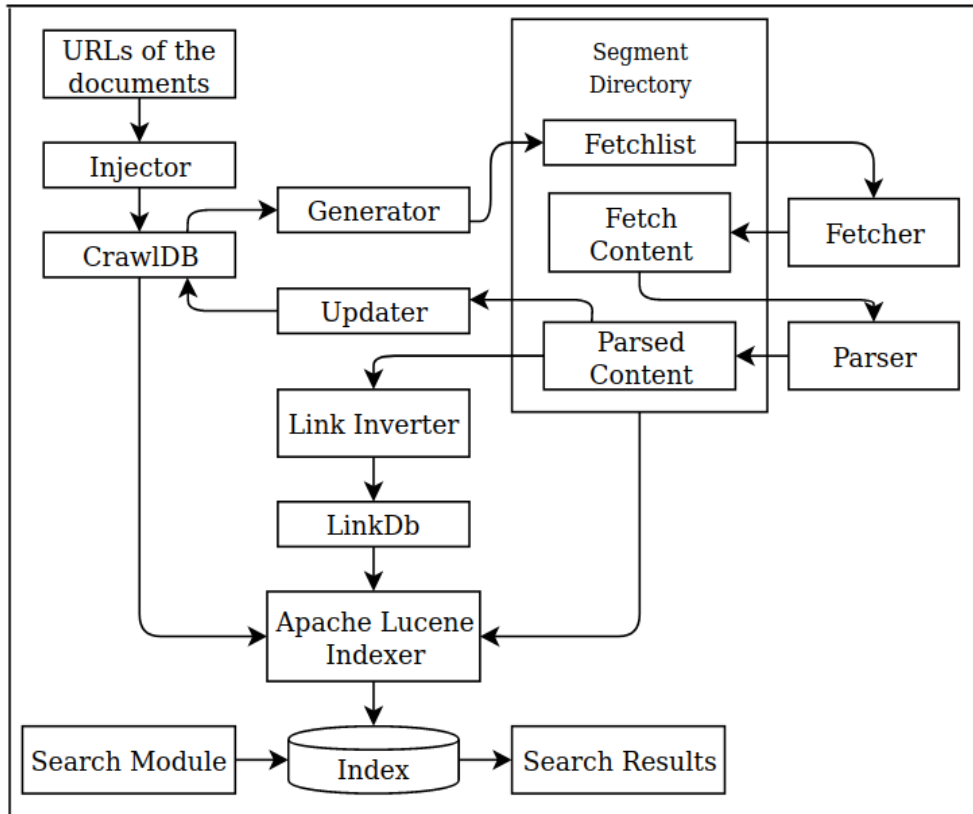 URLs of the
documents
Segment
Directory
Injector
Fetchlist
Generator
Fetch
Content
Fetcher
CrawlDB
Updater
Parsed
Content
Parser
Link Inverter
LinkDb
Apache Lucene
Indexer
Search Module
Index
Search Results